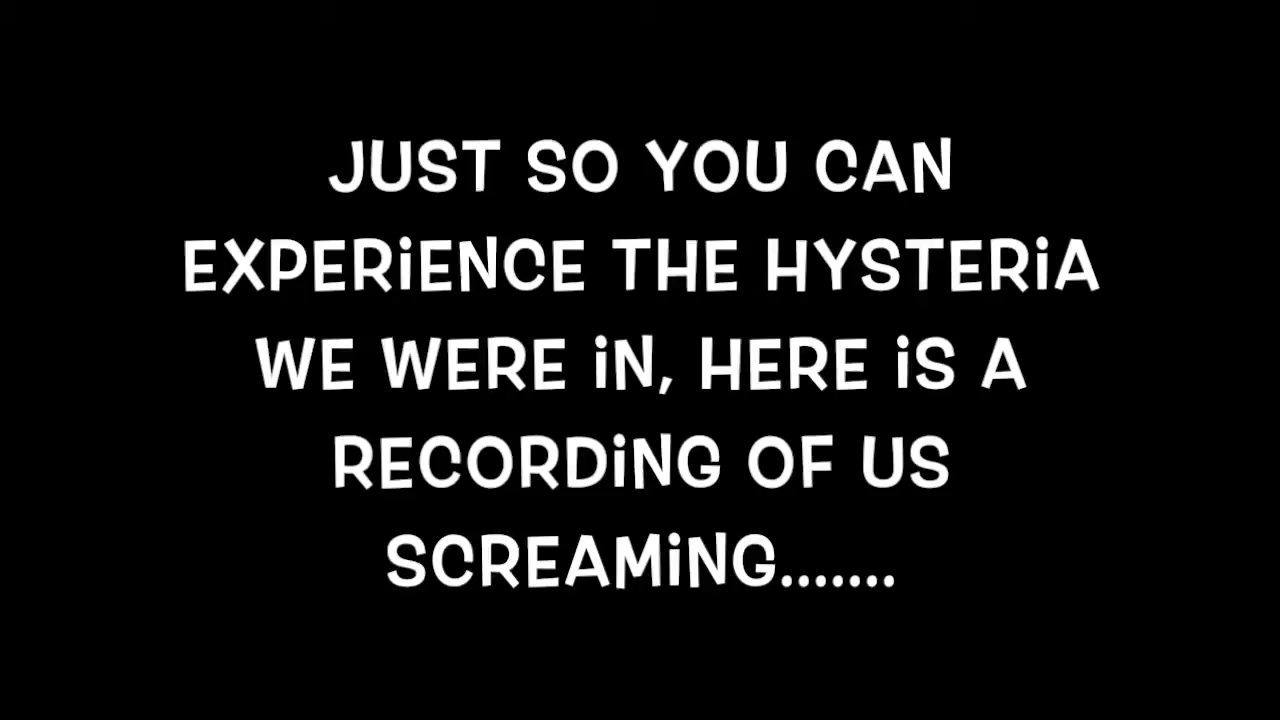 JUST SO YOU CAN
EXPERiENCE THE HYSTERiA
WE WERE iN, HERE iS A
RECORDiNG OF US
SCREAMiNG.......